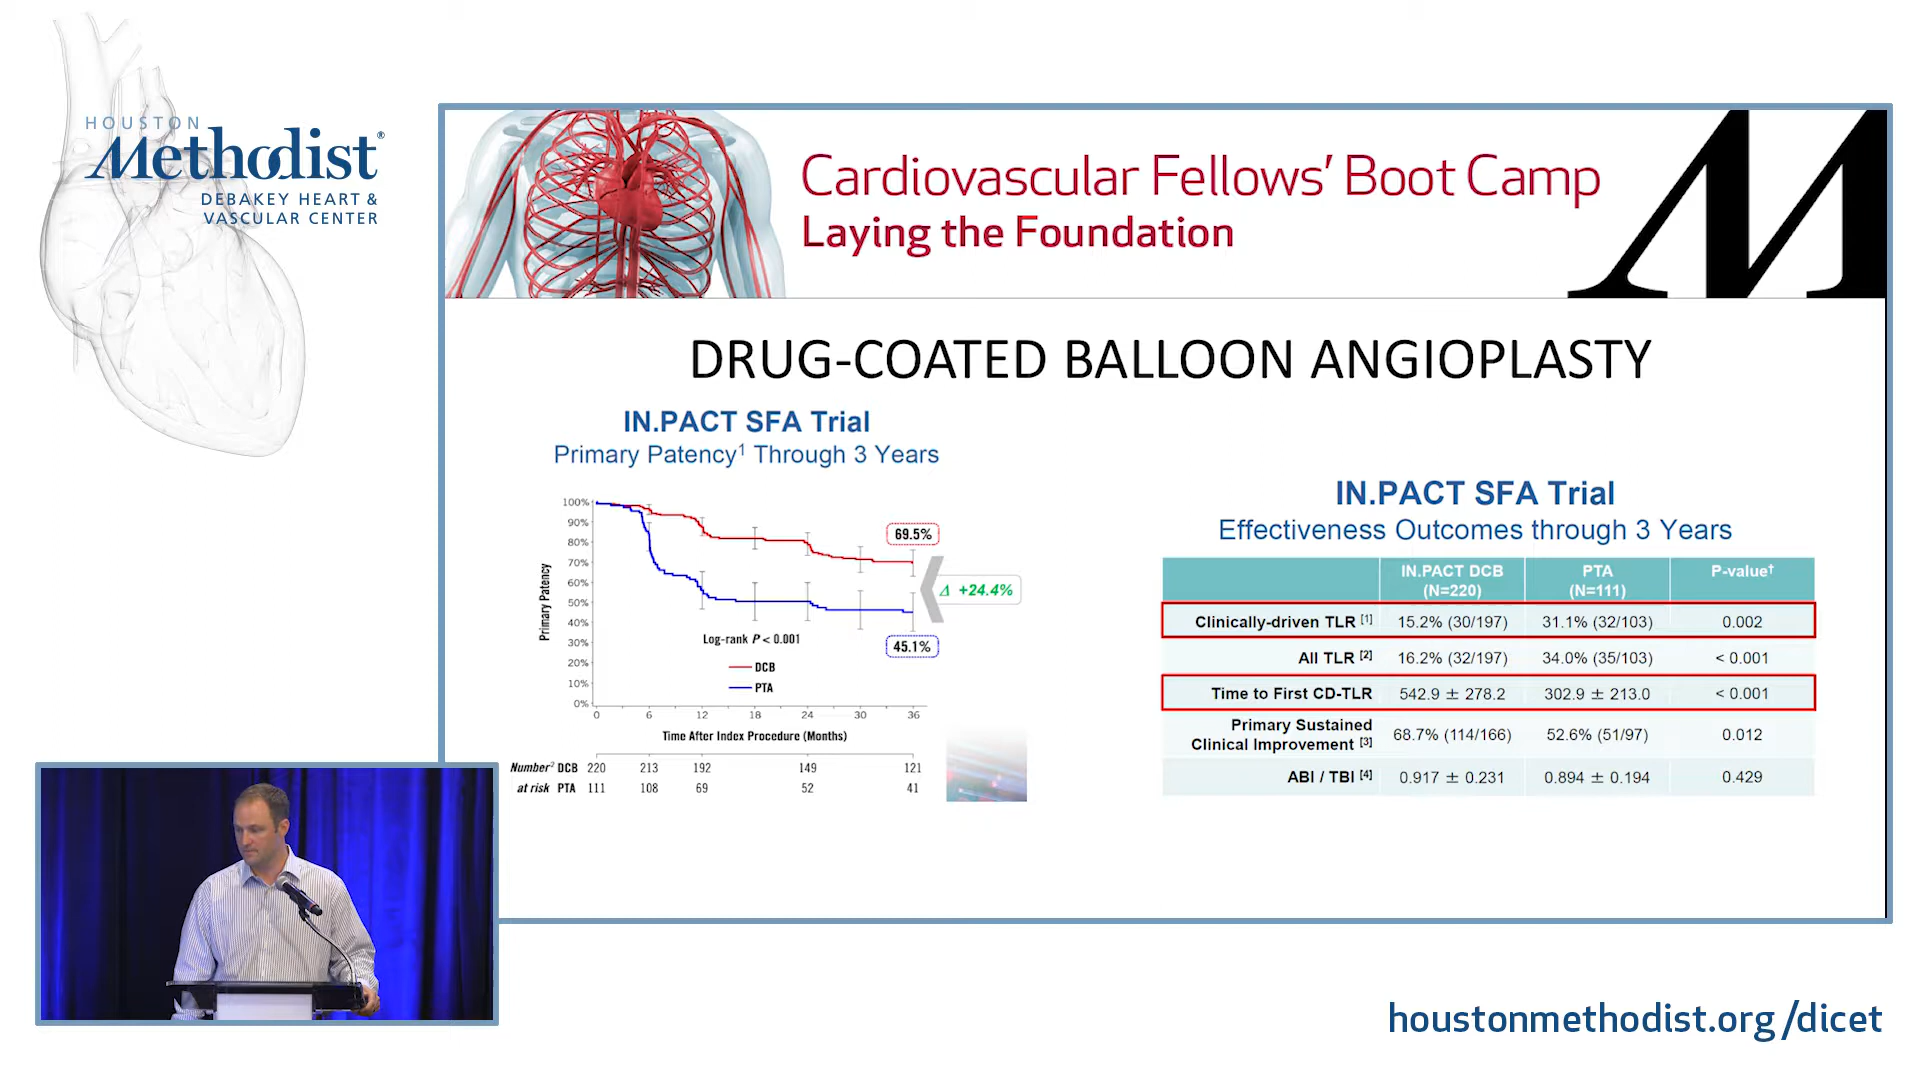 HOUSTON
Methodist®
DEBAKEY HEART &
VASCULAR CENTER
Cardiovascular Fellows' Boot Camp
Laying the Foundation
M
DRUG-COATED BALLOON ANGIOPLASTY
IN.PACT SFA Trial
Primary Patency¹ Through 3 Years
100%
90%
80%
70%
60%
50%
40%
30%
20%
10%
0%
Primary Patency
69.5%
Δ +24.4%
45.1%
Log-rank P < 0.001
DCB
PTA
0 6 12 18 24 30 36
Time After Index Procedure (Months)
Number² DCB 220 213 192 149 121
at risk PTA 111 108 69 52 41
IN.PACT SFA Trial
Effectiveness Outcomes through 3 Years
IN.PACT DCB PTA P-value†
(N=220) (N=111)
Clinically-driven TLR [1] 15.2% (30/197) 31.1% (32/103) 0.002
All TLR [2] 16.2% (32/197) 34.0% (35/103) < 0.001
Time to First CD-TLR 542.9 ± 278.2 302.9 ± 213.0 < 0.001
Primary Sustained
Clinical Improvement [3] 68.7% (114/166) 52.6% (51/97) 0.012
ABI / TBI [4] 0.917 ± 0.231 0.894 ± 0.194 0.429
houstonmethodist.org/dicet